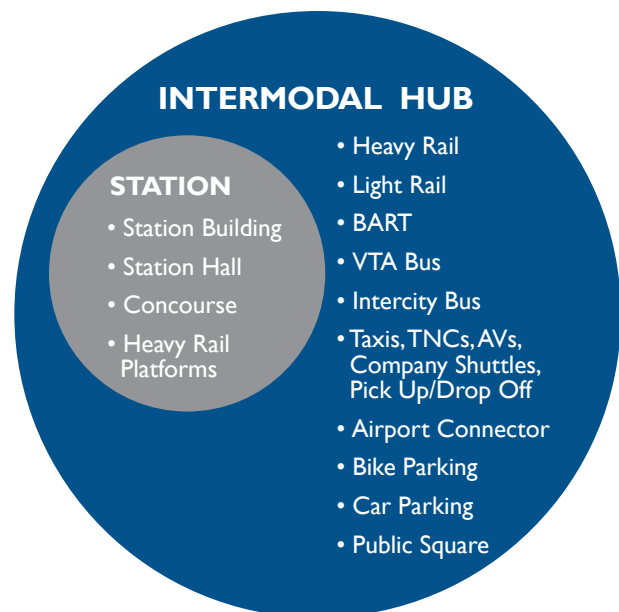 INTERMODAL HUB
STATION
• Station Building
• Station Hall
• Concourse
• Heavy Rail
Platforms
• Heavy Rail
• Light Rail
• BART
• VTA Bus
• Intercity Bus
• Taxis, TNCs, AVs,
Company Shuttles,
Pick Up/Drop Off
• Airport Connector
• Bike Parking
• Car Parking
• Public Square